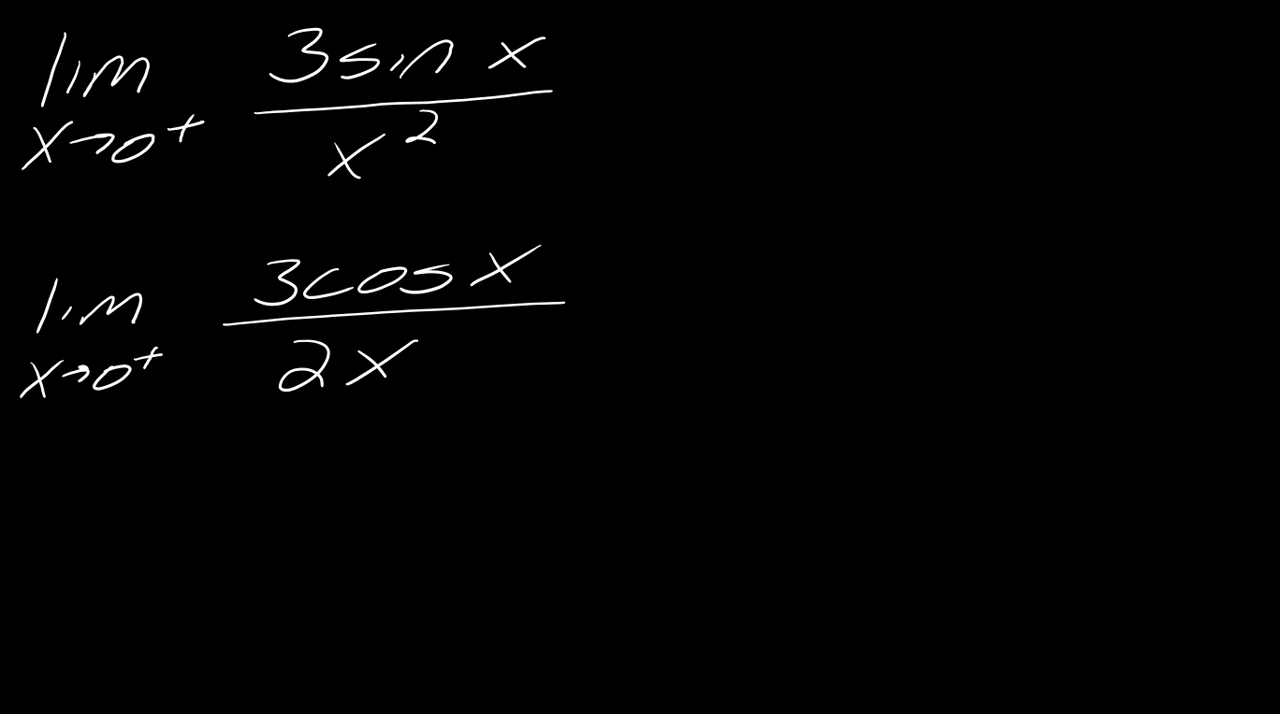 lim 3sin x
x→0⁺ x²
lim 3cos x
x→0⁺ 2x